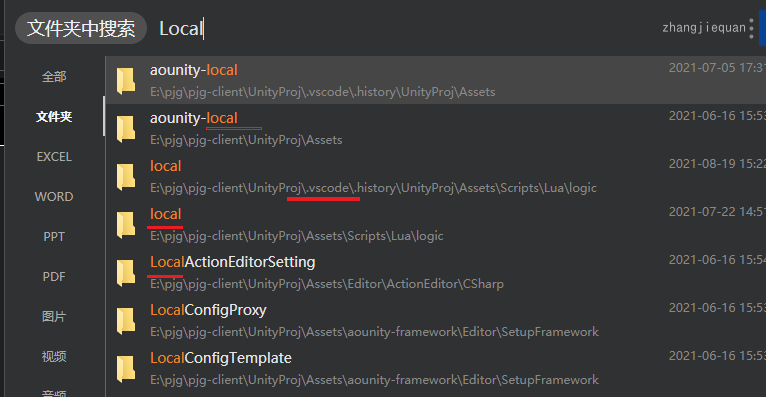 文件夹中搜索 Local zhangjiequan
全部
文件夹
EXCEL
WORD
PPT
PDF
图片
视频
音频
aounity-local 2021-07-05 17:31
E:\pjg\pjg-client\UnityProj\.vscode\.history\UnityProj\Assets
aounity-local 2021-06-16 15:53
E:\pjg\pjg-client\UnityProj\Assets
local 2021-08-19 15:22
E:\pjg\pjg-client\UnityProj\.vscode\.history\UnityProj\Assets\Scripts\Lua\logic
local 2021-07-22 14:51
E:\pjg\pjg-client\UnityProj\Assets\Scripts\Lua\logic
LocalActionEditorSetting 2021-06-16 15:54
E:\pjg\pjg-client\UnityProj\Assets\Editor\ActionEditor\CSharp
LocalConfigProxy 2021-06-16 15:53
E:\pjg\pjg-client\UnityProj\Assets\aounity-framework\Editor\SetupFramework
LocalConfigTemplate 2021-06-16 15:53
E:\pjg\pjg-client\UnityProj\Assets\aounity-framework\Editor\SetupFramework